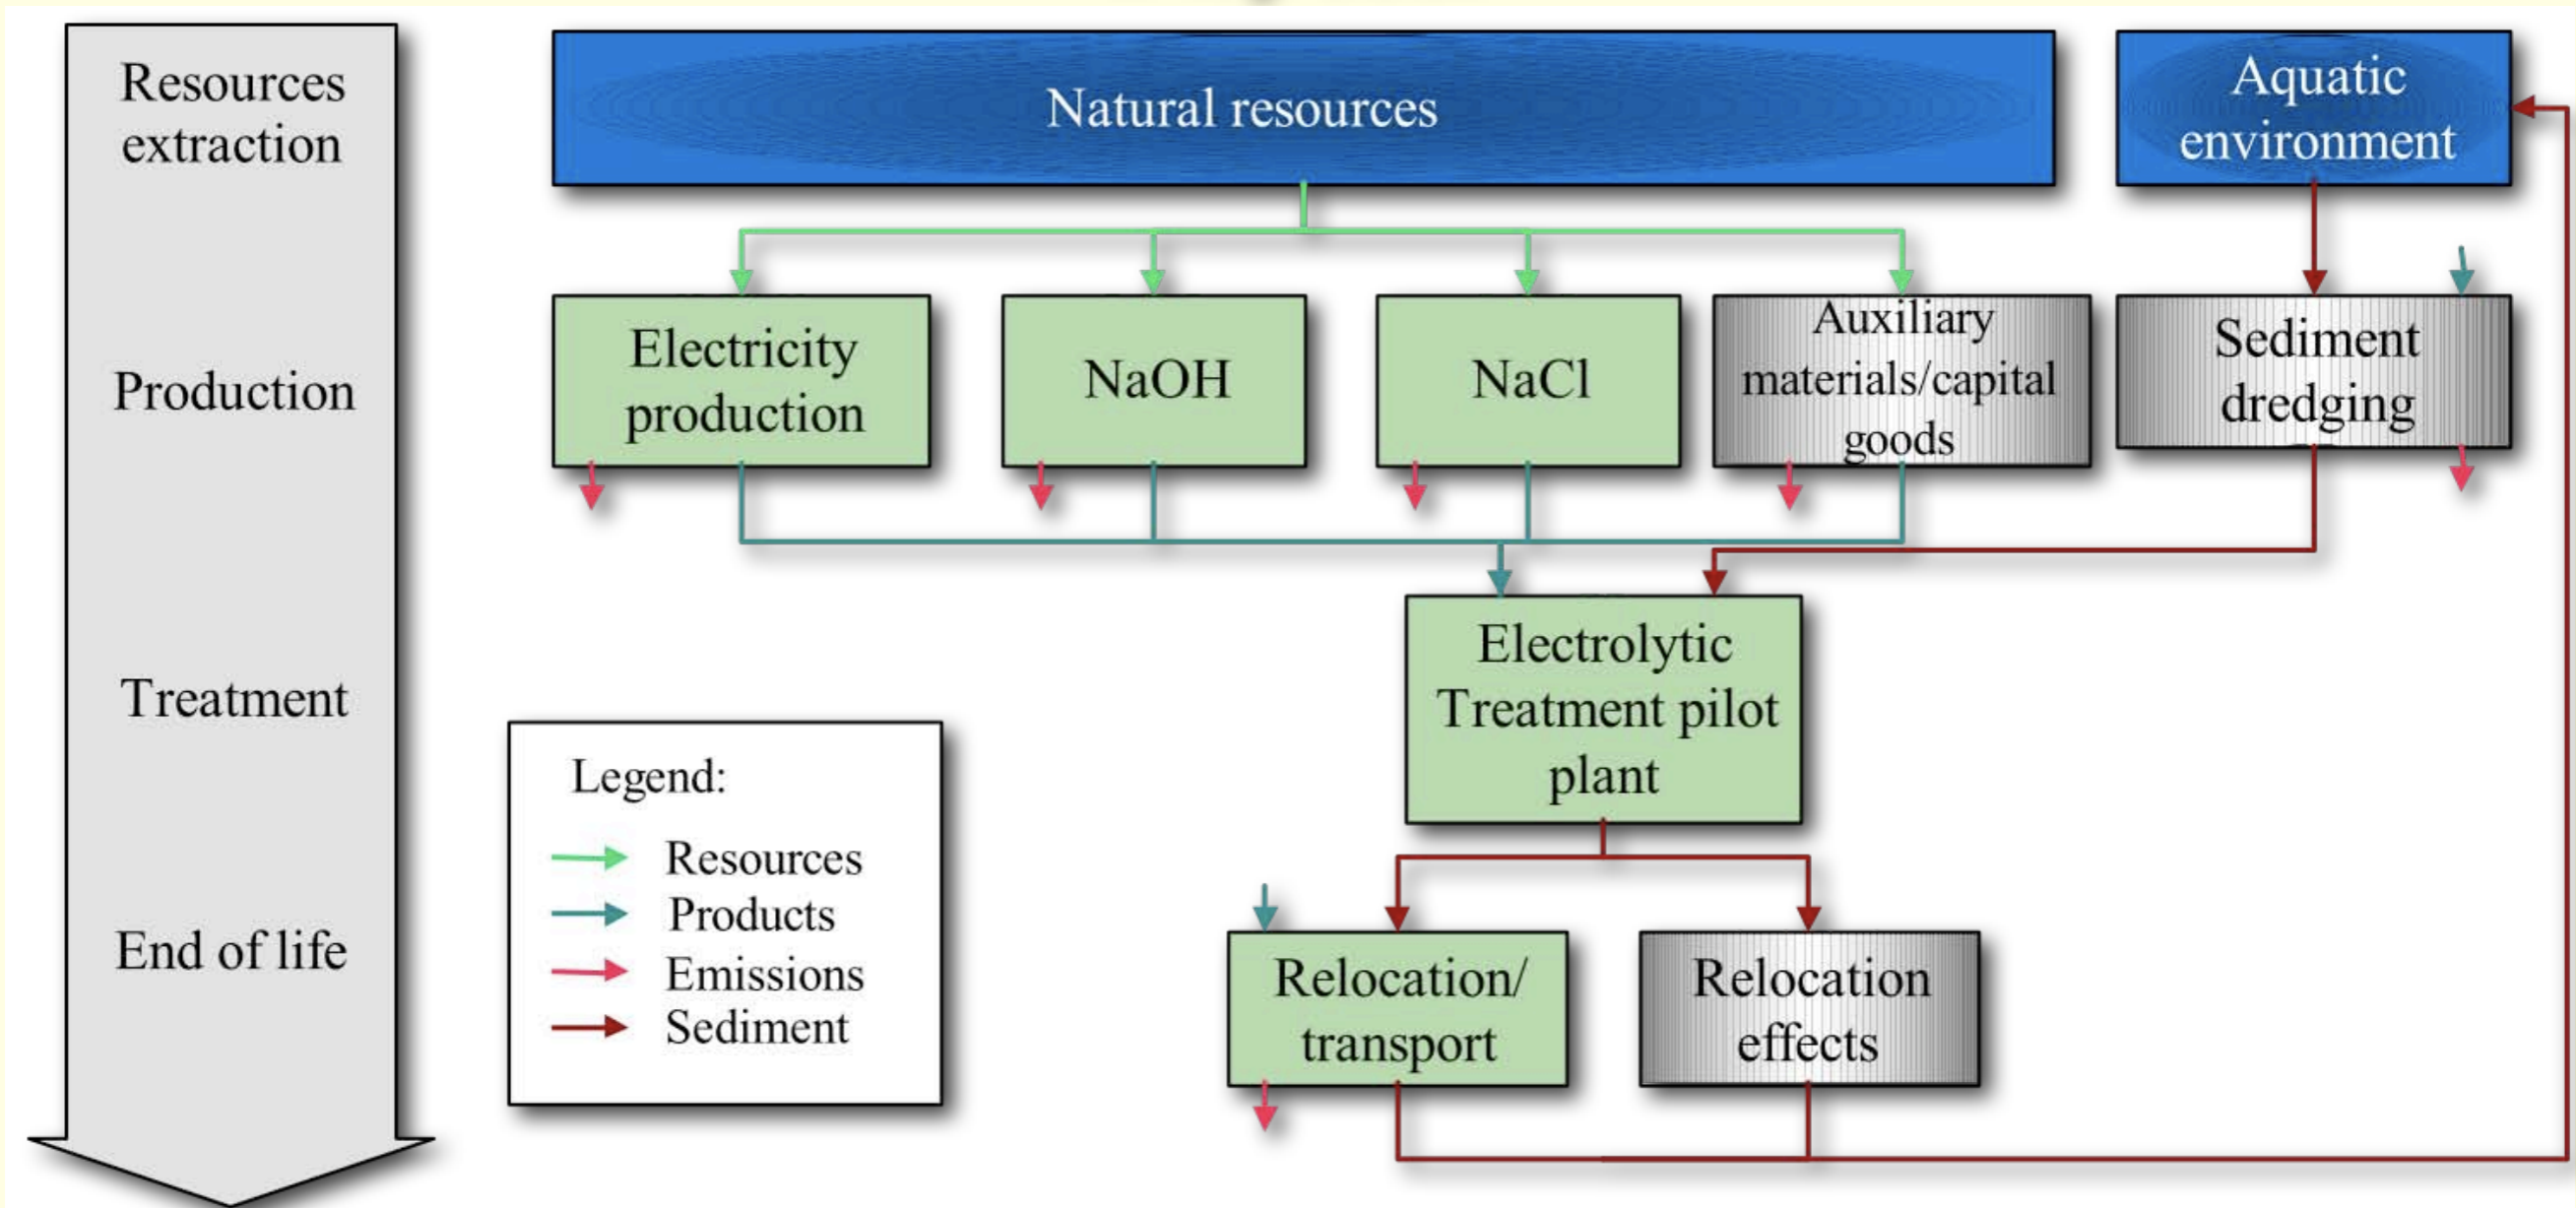 Resources
extraction
Production
Treatment
End of life
Natural resources
Aquatic
environment
Electricity
production
NaOH
NaCl
Auxiliary
materials/capital
goods
Sediment
dredging
Electrolytic
Treatment pilot
plant
Relocation/
transport
Relocation
effects
Legend:
Resources
Products
Emissions
Sediment